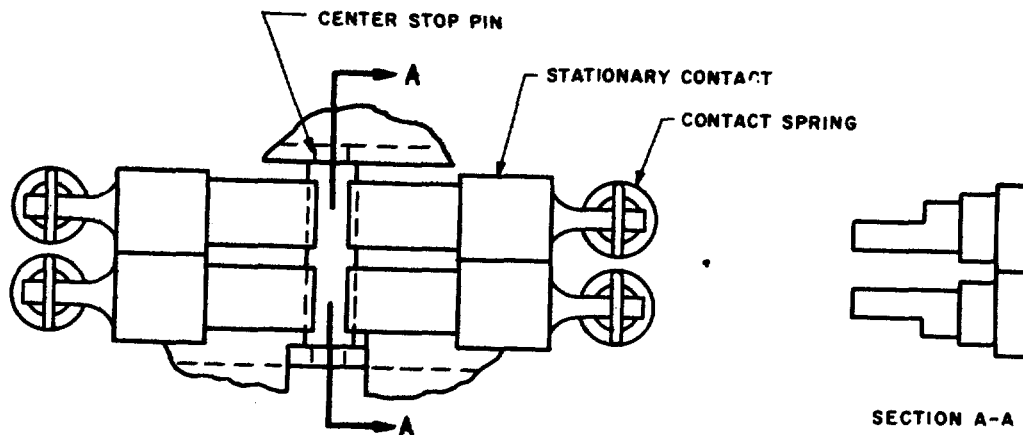 CENTER STOP PIN
A
STATIONARY CONTACT
CONTACT SPRING
A
SECTION A-A